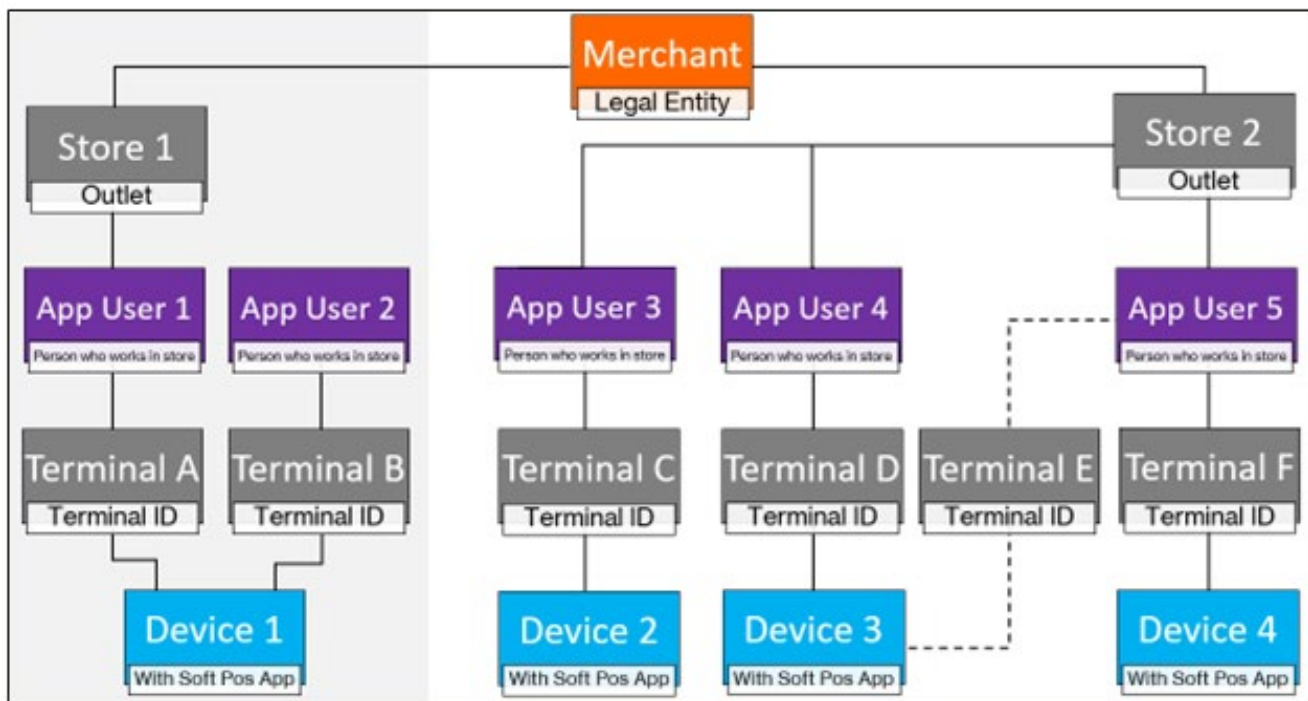 Merchant
Legal Entity
Store 1
Outlet
Store 2
Outlet
App User 1
Person who works in store
App User 2
Person who works in store
App User 3
Person who works in store
App User 4
Person who works in store
App User 5
Person who works in store
Terminal A
Terminal ID
Terminal B
Terminal ID
Terminal C
Terminal ID
Terminal D
Terminal ID
Terminal E
Terminal ID
Terminal F
Terminal ID
Device 1
With Soft Pos App
Device 2
With Soft Pos App
Device 3
With Soft Pos App
Device 4
With Soft Pos App